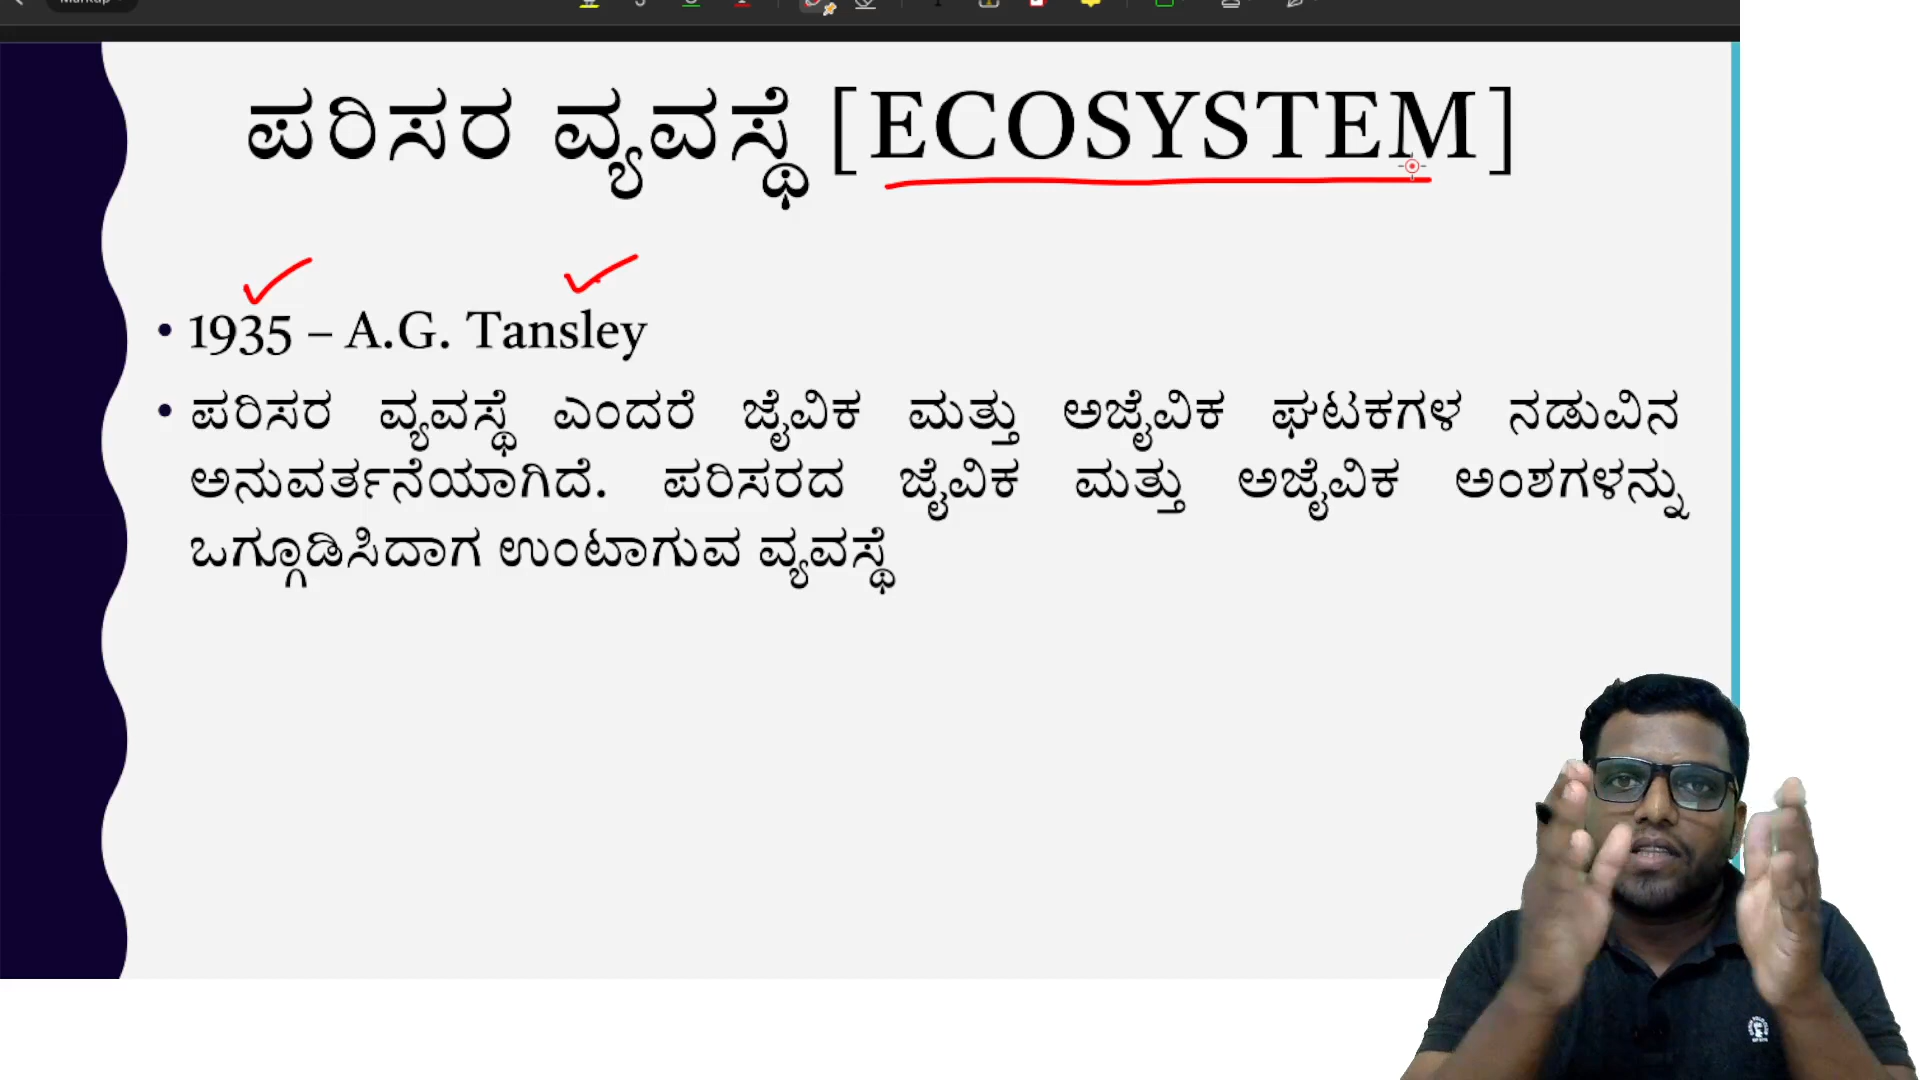 ಪರಿಸರ ವ್ಯವಸ್ಥೆ [ECOSYSTEM]
• 1935 – A.G. Tansley
• ಪರಿಸರ ವ್ಯವಸ್ಥೆ ಎಂದರೆ ಜೈವಿಕ ಮತ್ತು ಅಜೈವಿಕ ಘಟಕಗಳ ನಡುವಿನ
ಅನುವರ್ತನೆಯಾಗಿದೆ. ಪರಿಸರದ ಜೈವಿಕ ಮತ್ತು ಅಜೈವಿಕ ಅಂಶಗಳನ್ನು
ಒಗ್ಗೂಡಿಸಿದಾಗ ಉಂಟಾಗುವ ವ್ಯವಸ್ಥೆ